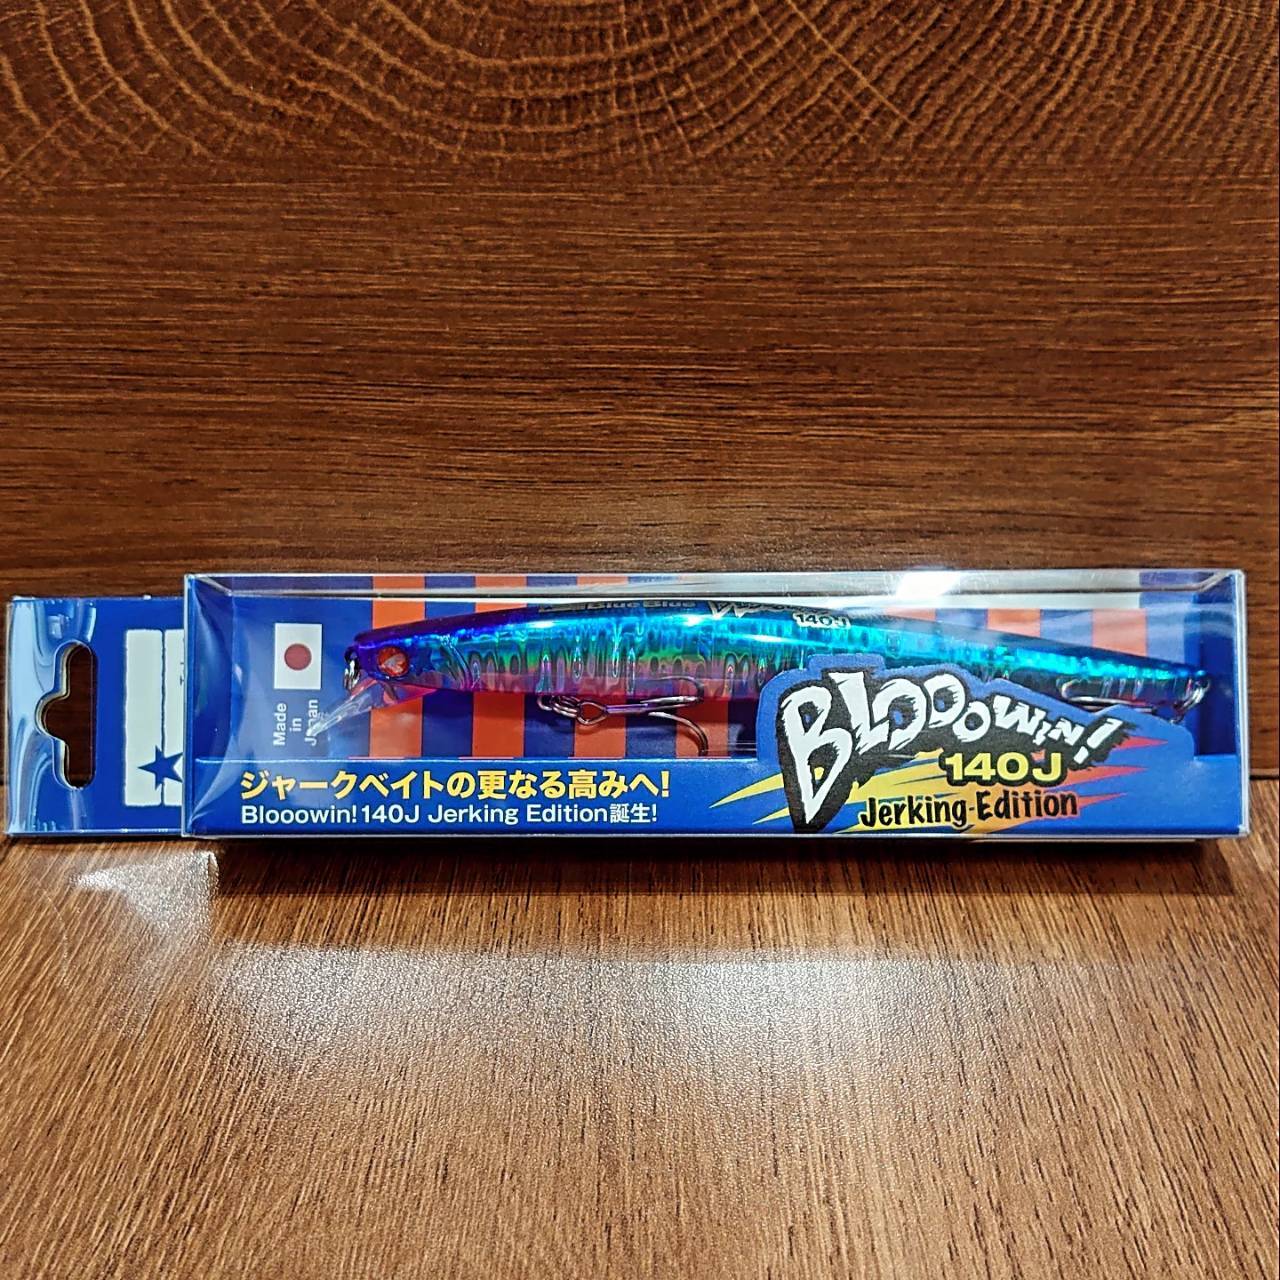 BlueBlue
140J
Made
in
Japan
BLOOOWIN!
140J
Jerking-Edition
ジャークベイトの更なる高みへ!
Blooowin!140J Jerking Edition誕生!